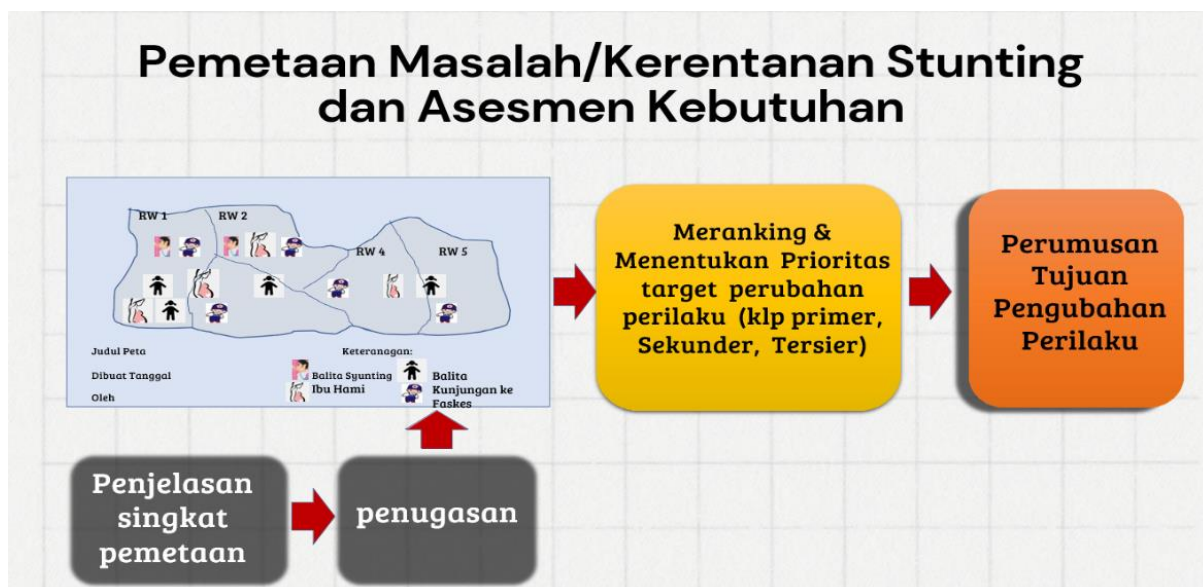 Pemetaan Masalah/Kerentanan Stunting
dan Asesmen Kebutuhan
RW 1
RW 2
RW 4
RW 5
Judul Peta
Dibuat Tanggal
Oleh
Keteranagan:
Balita Syunting
Ibu Hami
Balita
Kunjungan ke
Faskes
Meranking &
Menentukan Prioritas
target perubahan
perilaku (klp primer,
Sekunder, Tersier)
Perumusan
Tujuan
Pengubahan
Perilaku
Penjelasan
singkat
pemetaan
penugasan